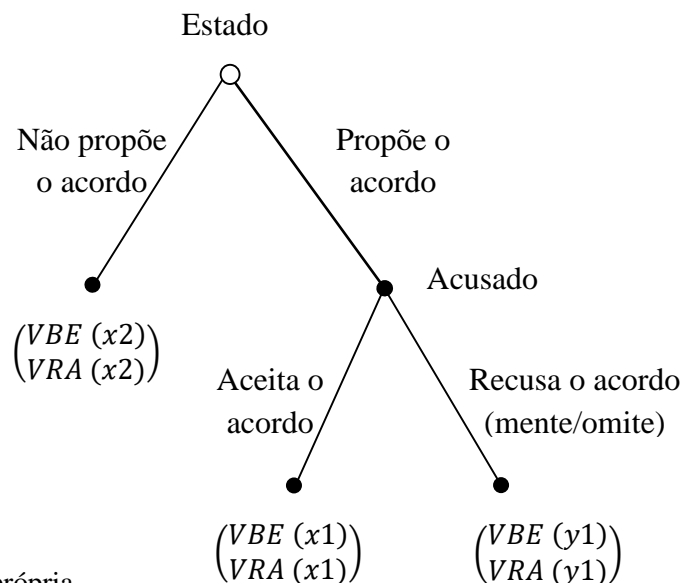 Estado
Não propõe
o acordo
Propõe o
acordo
Acusado
VBE (x2)
VRA (x2)
Aceita o
acordo
Recusa o acordo
(mente/omite)
VBE (x1)
VRA (x1)
VBE (y1)
VRA (y1)
própria